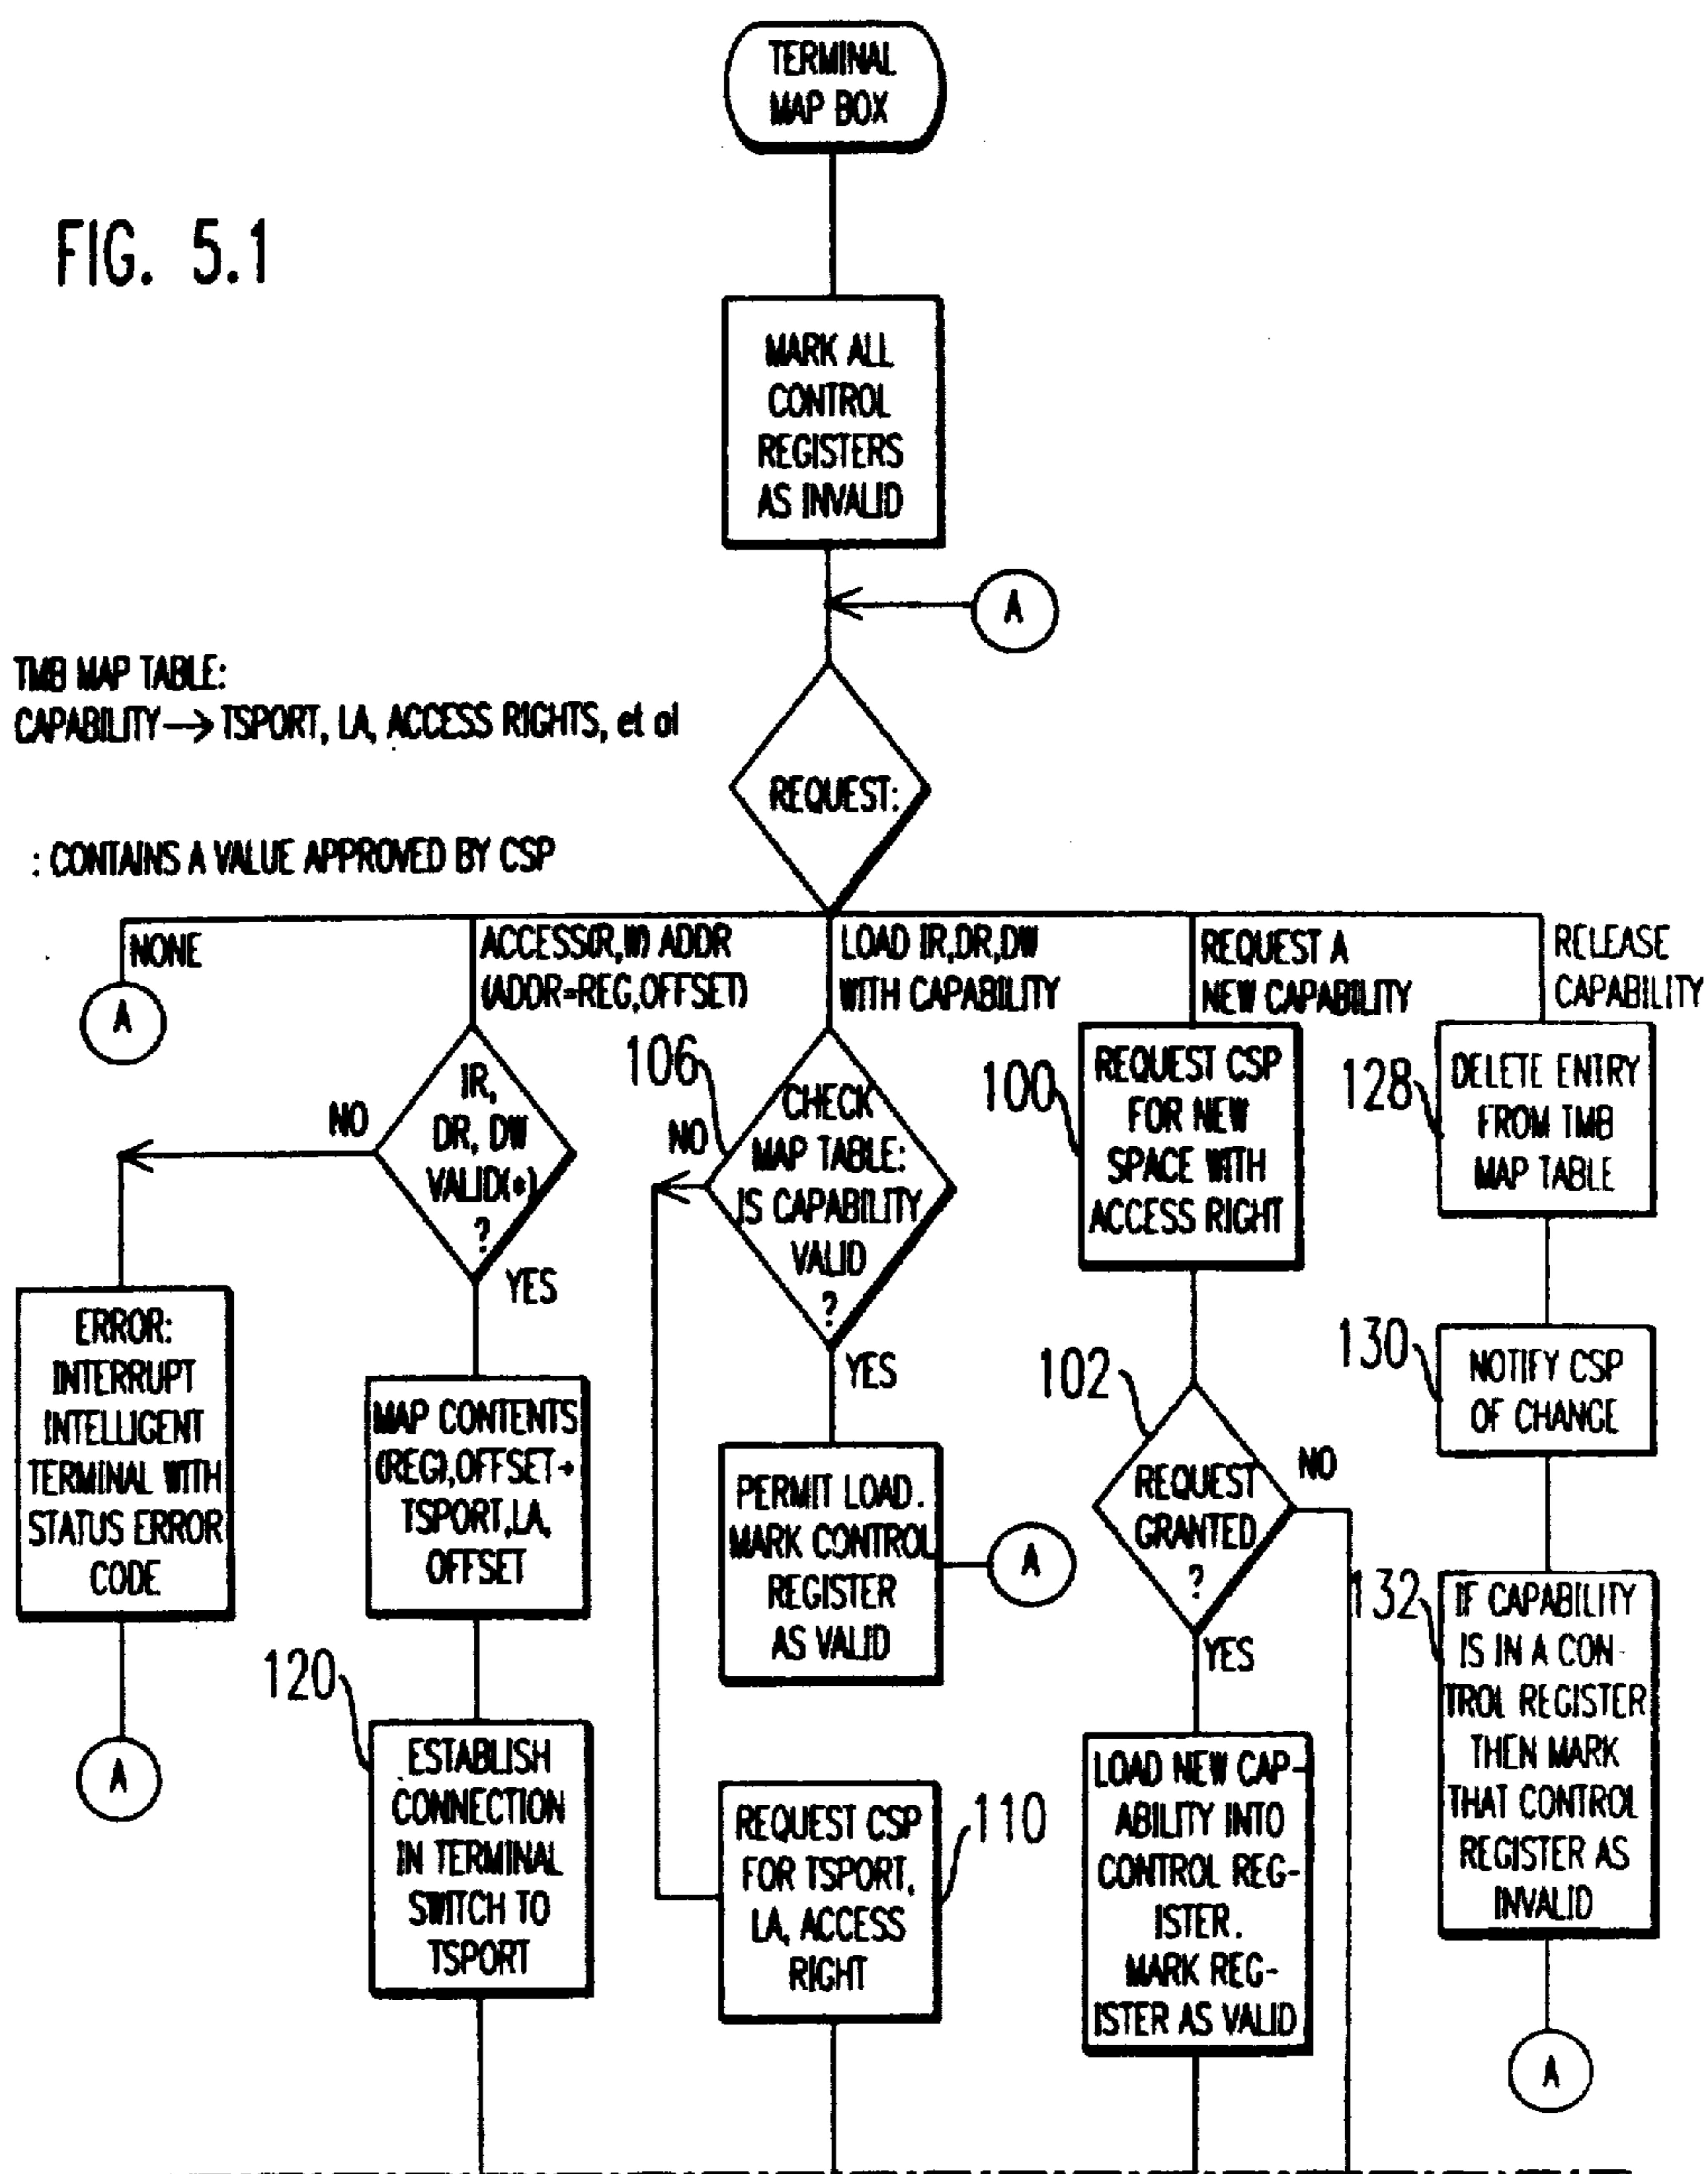 TERMINAL
MAP BOX
FIG. 5.1
MARK ALL
CONTROL
REGISTERS
AS INVALID
A
TMB MAP TABLE:
CAPABILITY → TSPORT, LA, ACCESS RIGHTS, et al
REQUEST:
: CONTAINS A VALUE APPROVED BY CSP
NONE
A
ACCESS(R,W) ADDR
(ADDR=REG,OFFSET)
LOAD IR,DR,DW
WITH CAPABILITY
REQUEST A
NEW CAPABILITY
RELEASE
CAPABILITY
IR,
DR, DW
VALID(*)
?
NO
YES
ERROR:
INTERRUPT
INTELLIGENT
TERMINAL WITH
STATUS ERROR
CODE
A
MAP CONTENTS
(REG),OFFSET→
TSPORT,LA,
OFFSET
120
ESTABLISH
CONNECTION
IN TERMINAL
SWITCH TO
TSPORT
106
CHECK
MAP TABLE:
IS CAPABILITY
VALID
?
NO
YES
PERMIT LOAD.
MARK CONTROL
REGISTER
AS VALID
A
REQUEST CSP
FOR TSPORT,
LA, ACCESS
RIGHT
110
100
REQUEST CSP
FOR NEW
SPACE WITH
ACCESS RIGHT
102
REQUEST
GRANTED
?
NO
YES
LOAD NEW CAP-
ABILITY INTO
CONTROL REG-
ISTER.
MARK REG-
ISTER AS VALID
128
DELETE ENTRY
FROM TMB
MAP TABLE
130
NOTIFY CSP
OF CHANGE
132
IF CAPABILITY
IS IN A CON-
TROL REGISTER
THEN MARK
THAT CONTROL
REGISTER AS
INVALID
A